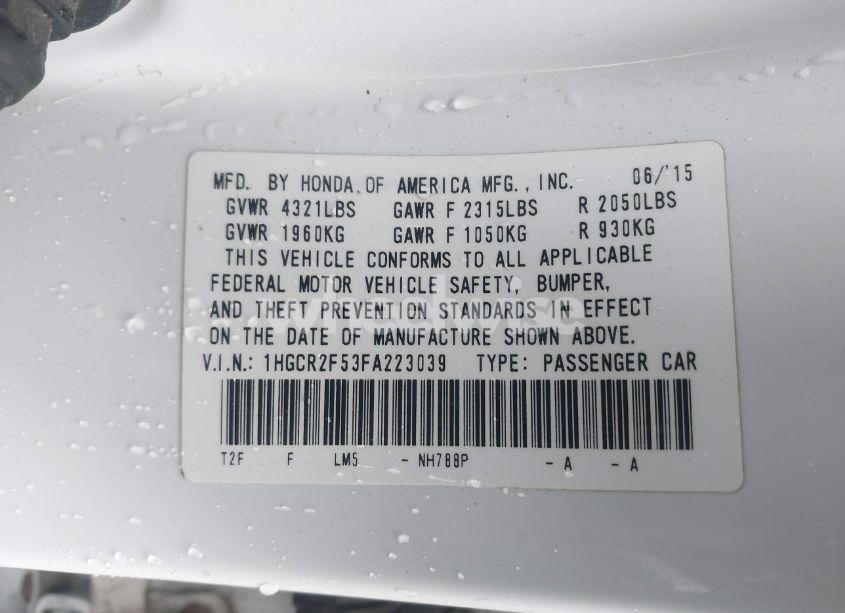 MFD. BY HONDA OF AMERICA MFG., INC. 06/'15
GVWR 4321LBS GAWR F 2315LBS R 2050LBS
GVWR 1960KG GAWR F 1050KG R 930KG
THIS VEHICLE CONFORMS TO ALL APPLICABLE
FEDERAL MOTOR VEHICLE SAFETY, BUMPER,
AND THEFT PREVENTION STANDARDS IN EFFECT
ON THE DATE OF MANUFACTURE SHOWN ABOVE.
V.I.N.: 1HGCR2F53FA223039 TYPE: PASSENGER CAR
T2F F LM5 - NH788P - A - A